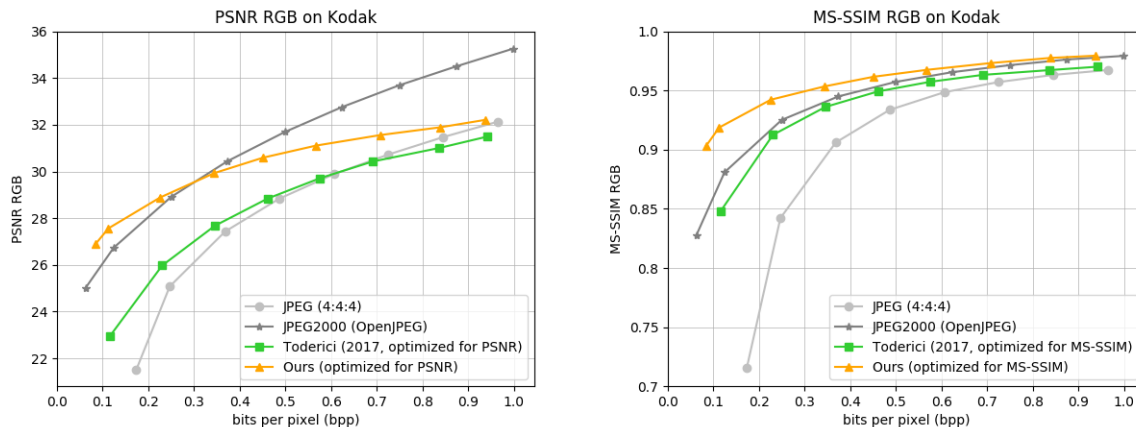 PSNR RGB on Kodak
36
34
32
30
28
26
24
22
PSNR RGB
JPEG (4:4:4)
JPEG2000 (OpenJPEG)
Toderici (2017, optimized for PSNR)
Ours (optimized for PSNR)
0.0 0.1 0.2 0.3 0.4 0.5 0.6 0.7 0.8 0.9 1.0
bits per pixel (bpp)
MS-SSIM RGB on Kodak
1.0
0.95
0.9
0.85
0.8
0.75
0.7
MS-SSIM RGB
JPEG (4:4:4)
JPEG2000 (OpenJPEG)
Toderici (2017, optimized for MS-SSIM)
Ours (optimized for MS-SSIM)
0.0 0.1 0.2 0.3 0.4 0.5 0.6 0.7 0.8 0.9 1.0
bits per pixel (bpp)